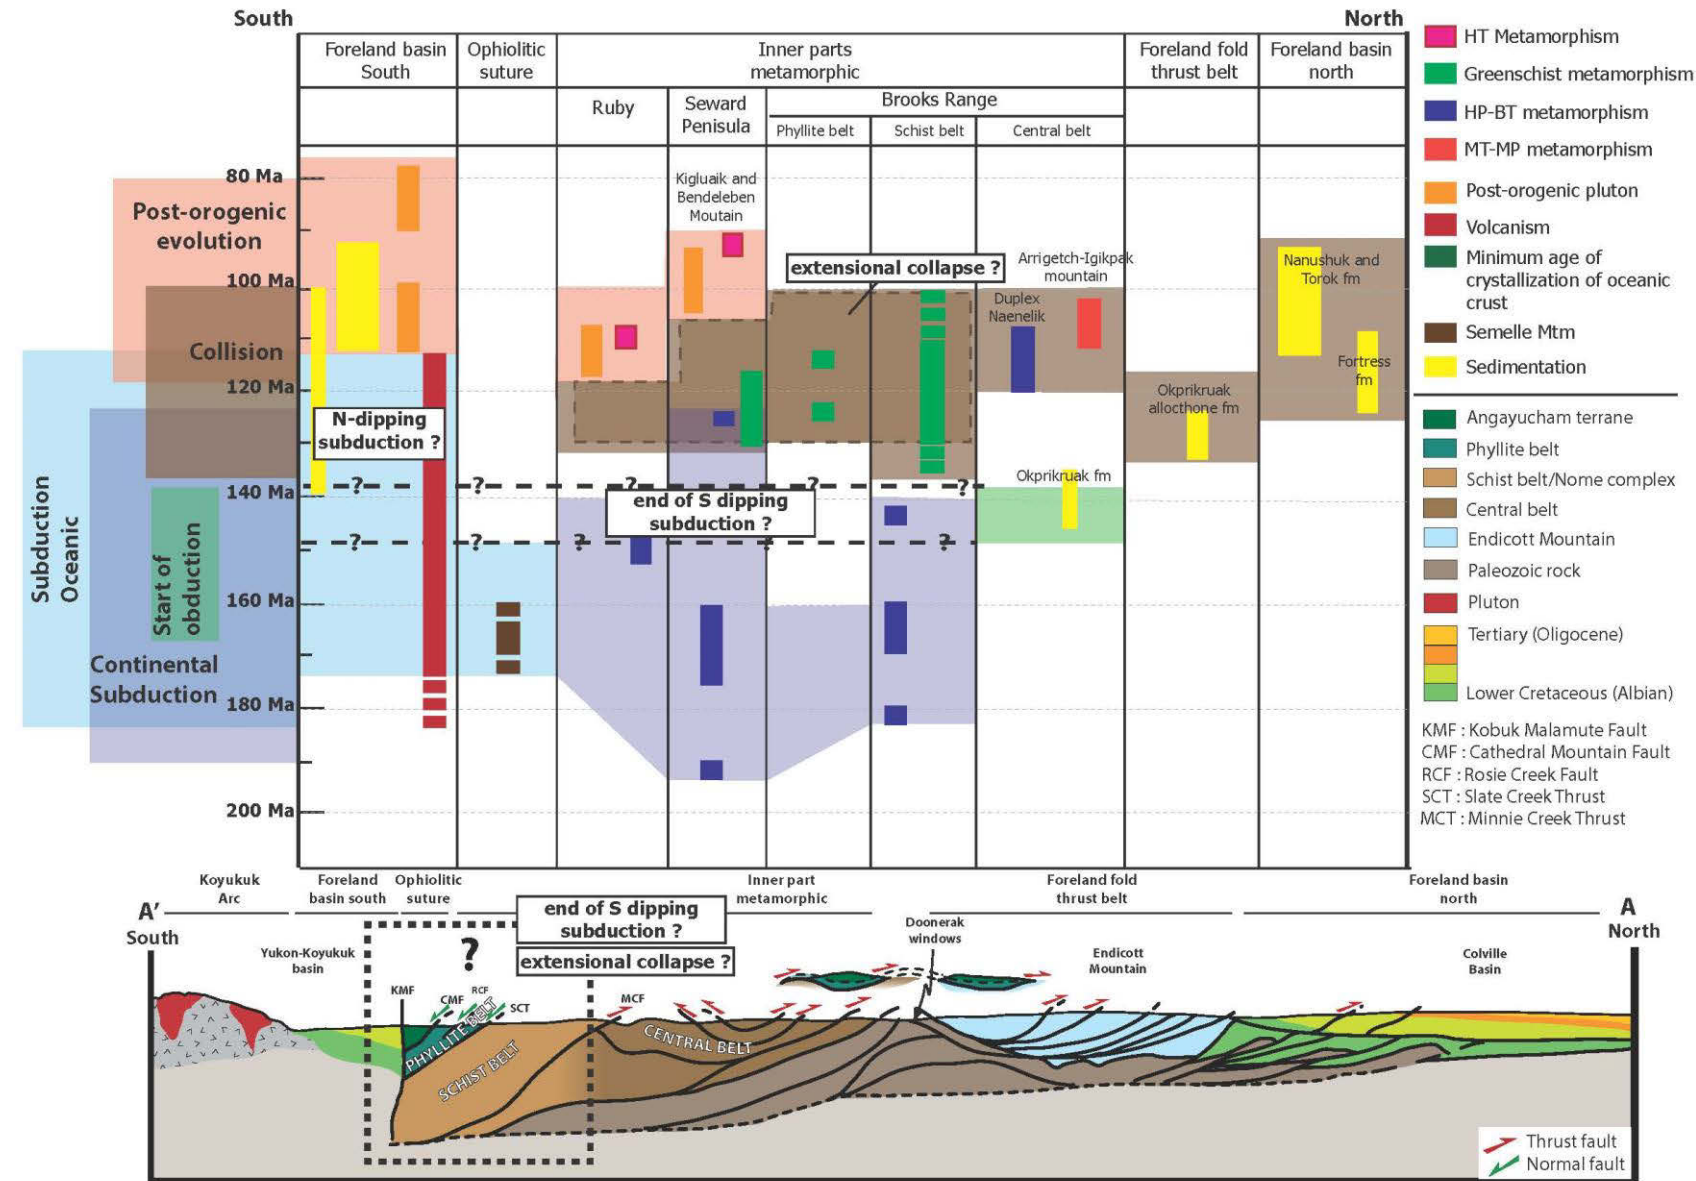 South
North
Foreland basin
South
Ophiolitic
suture
Inner parts
metamorphic
Foreland fold
thrust belt
Foreland basin
north
Ruby
Seward
Penisula
Brooks Range
Phyllite belt
Schist belt
Central belt
80 Ma
100 Ma
120 Ma
140 Ma
160 Ma
180 Ma
200 Ma
Post-orogenic
evolution
Collision
Subduction
Oceanic
Start of
obduction
Continental
Subduction
Kigluaik and
Bendeleben
Moutain
extensional collapse ?
Arrigetch-Igikpak
mountain
Duplex
Naenelik
Nanushuk and
Torok fm
Fortress
fm
Okprikruak
allocthone fm
N-dipping
subduction ?
Okprikruak fm
? ? ? ? ?
end of S dipping
subduction ?
? ? ? ? ?
HT Metamorphism
Greenschist metamorphism
HP-BT metamorphism
MT-MP metamorphism
Post-orogenic pluton
Volcanism
Minimum age of
crystallization of oceanic
crust
Semelle Mtm
Sedimentation
Angayucham terrane
Phyllite belt
Schist belt/Nome complex
Central belt
Endicott Mountain
Paleozoic rock
Pluton
Tertiary (Oligocene)
Lower Cretaceous (Albian)
KMF : Kobuk Malamute Fault
CMF : Cathedral Mountain Fault
RCF : Rosie Creek Fault
SCT : Slate Creek Thrust
MCT : Minnie Creek Thrust
Koyukuk
Arc
Foreland
basin south
Ophiolitic
suture
Inner part
metamorphic
Foreland fold
thrust belt
Foreland basin
north
A'
South
A
North
end of S dipping
subduction ?
extensional collapse ?
?
Yukon-Koyukuk
basin
Doonerak
windows
Endicott
Mountain
Colville
Basin
KMF
CMF
RCF
SCT
MCF
PHYLLITE BELT
SCHIST BELT
CENTRAL BELT
Thrust fault
Normal fault